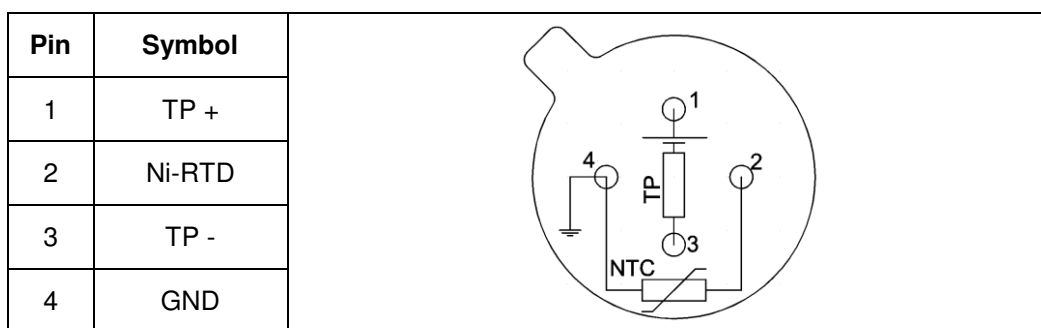 Pin Symbol
1 TP +
2 Ni-RTD
3 TP -
4 GND
1
4
2
TP
3
NTC